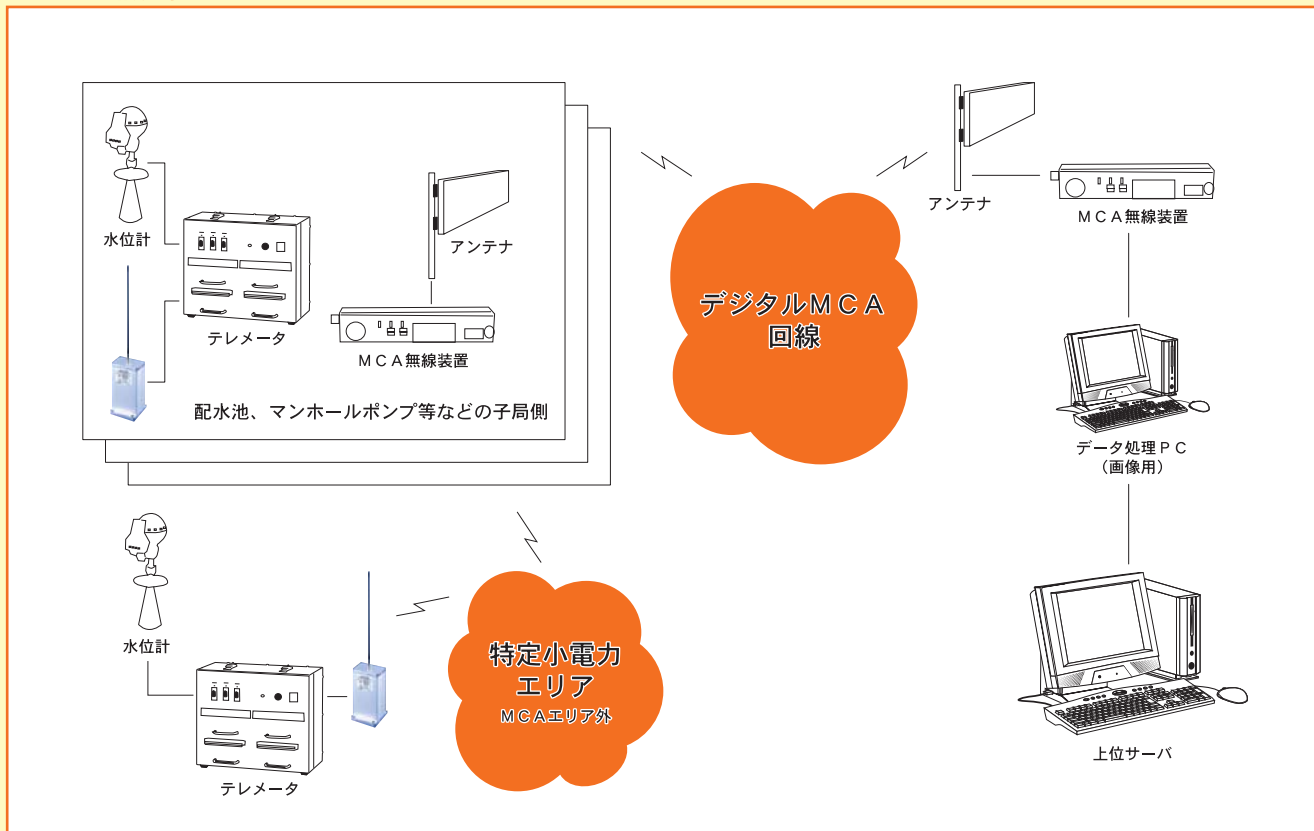 水位計
テレメータ
アンテナ
MCA無線装置
配水池、マンホールポンプ等などの子局側
デジタルMCA
回線
アンテナ
MCA無線装置
データ処理PC
(画像用)
上位サーバ
水位計
テレメータ
特定小電力
エリア
MCAエリア外